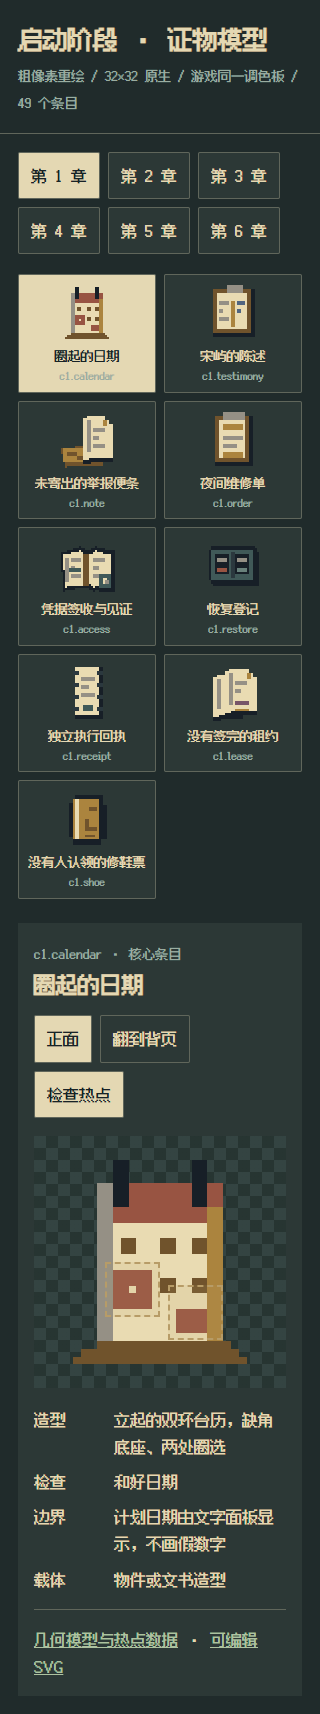 启动阶段 · 证物模型
粗像素重绘 / 32×32 原生 / 游戏同一调色板 /
49 个条目
第 1 章
第 2 章
第 3 章
第 4 章
第 5 章
第 6 章
圈起的日期
c1.calendar
宋屿的陈述
c1.testimony
未寄出的举报便条
c1.note
夜间维修单
c1.order
凭据签收与见证
c1.access
恢复登记
c1.restore
独立执行回执
c1.receipt
没有签完的租约
c1.lease
没有人认领的修鞋票
c1.shoe
c1.calendar · 核心条目
圈起的日期
正面
翻到背页
检查热点
造型 立起的双环台历，缺角
底座、两处圈选
检查 和好日期
边界 计划日期由文字面板显
示，不画假数字
载体 物件或文书造型
几何模型与热点数据 · 可编辑
SVG